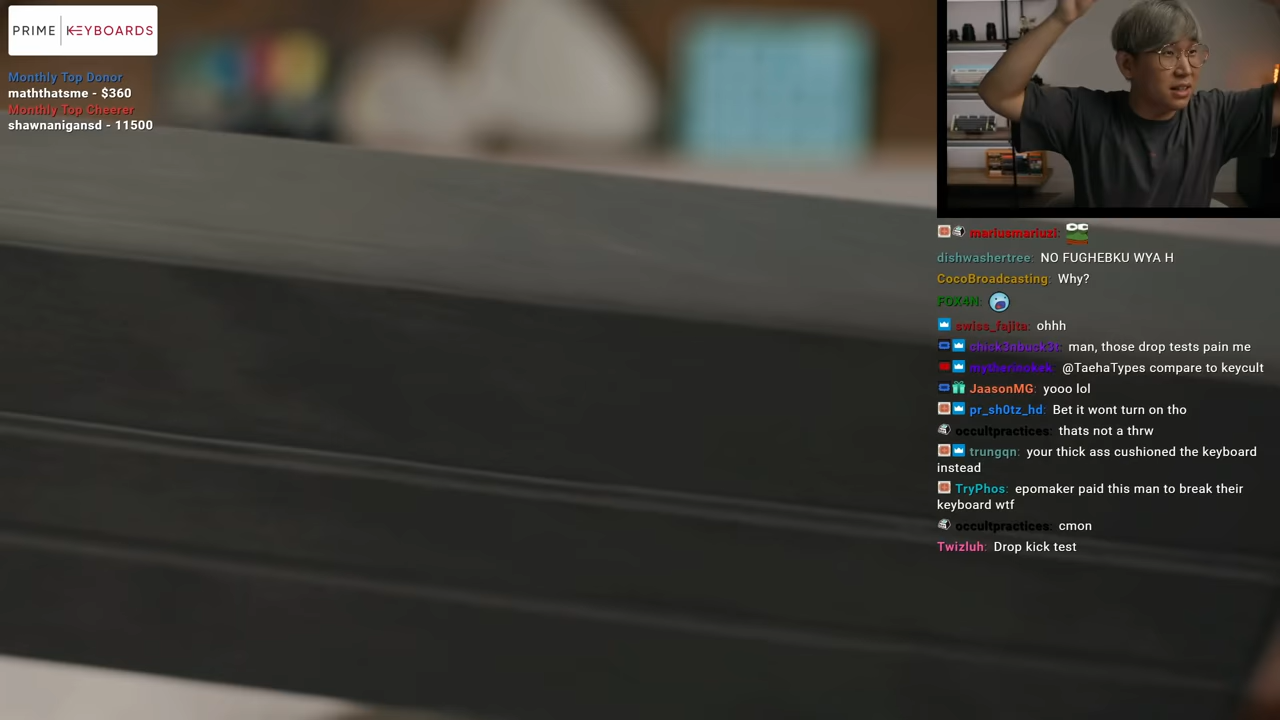 PRIME | KEYBOARDS
Monthly Top Donor
maththatsme - $360
Monthly Top Cheerer
shawnanigansd - 11500
mariusmariuzi:
dishwashertree: NO FUGHEBKU WYA H
CocoBroadcasting: Why?
FOX4N:
swiss_fajita: ohhh
chick3nbuck3t: man, those drop tests pain me
mytherinokek: @TaehaTypes compare to keycult
JaasonMG: yooo lol
pr_sh0tz_hd: Bet it wont turn on tho
occultpractices: thats not a thrw
trungqn: your thick ass cushioned the keyboard
instead
TryPhos: epomaker paid this man to break their
keyboard wtf
occultpractices: cmon
Twizluh: Drop kick test